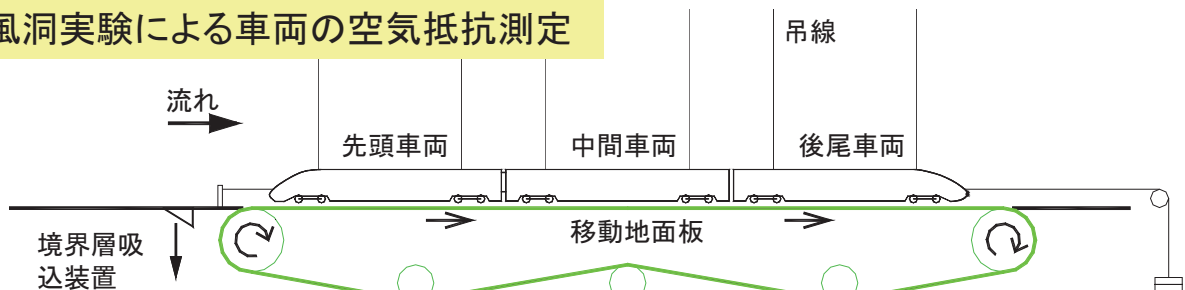 風洞実験による車両の空気抵抗測定
吊線
流れ
先頭車両
中間車両
後尾車両
移動地面板
境界層吸
込装置